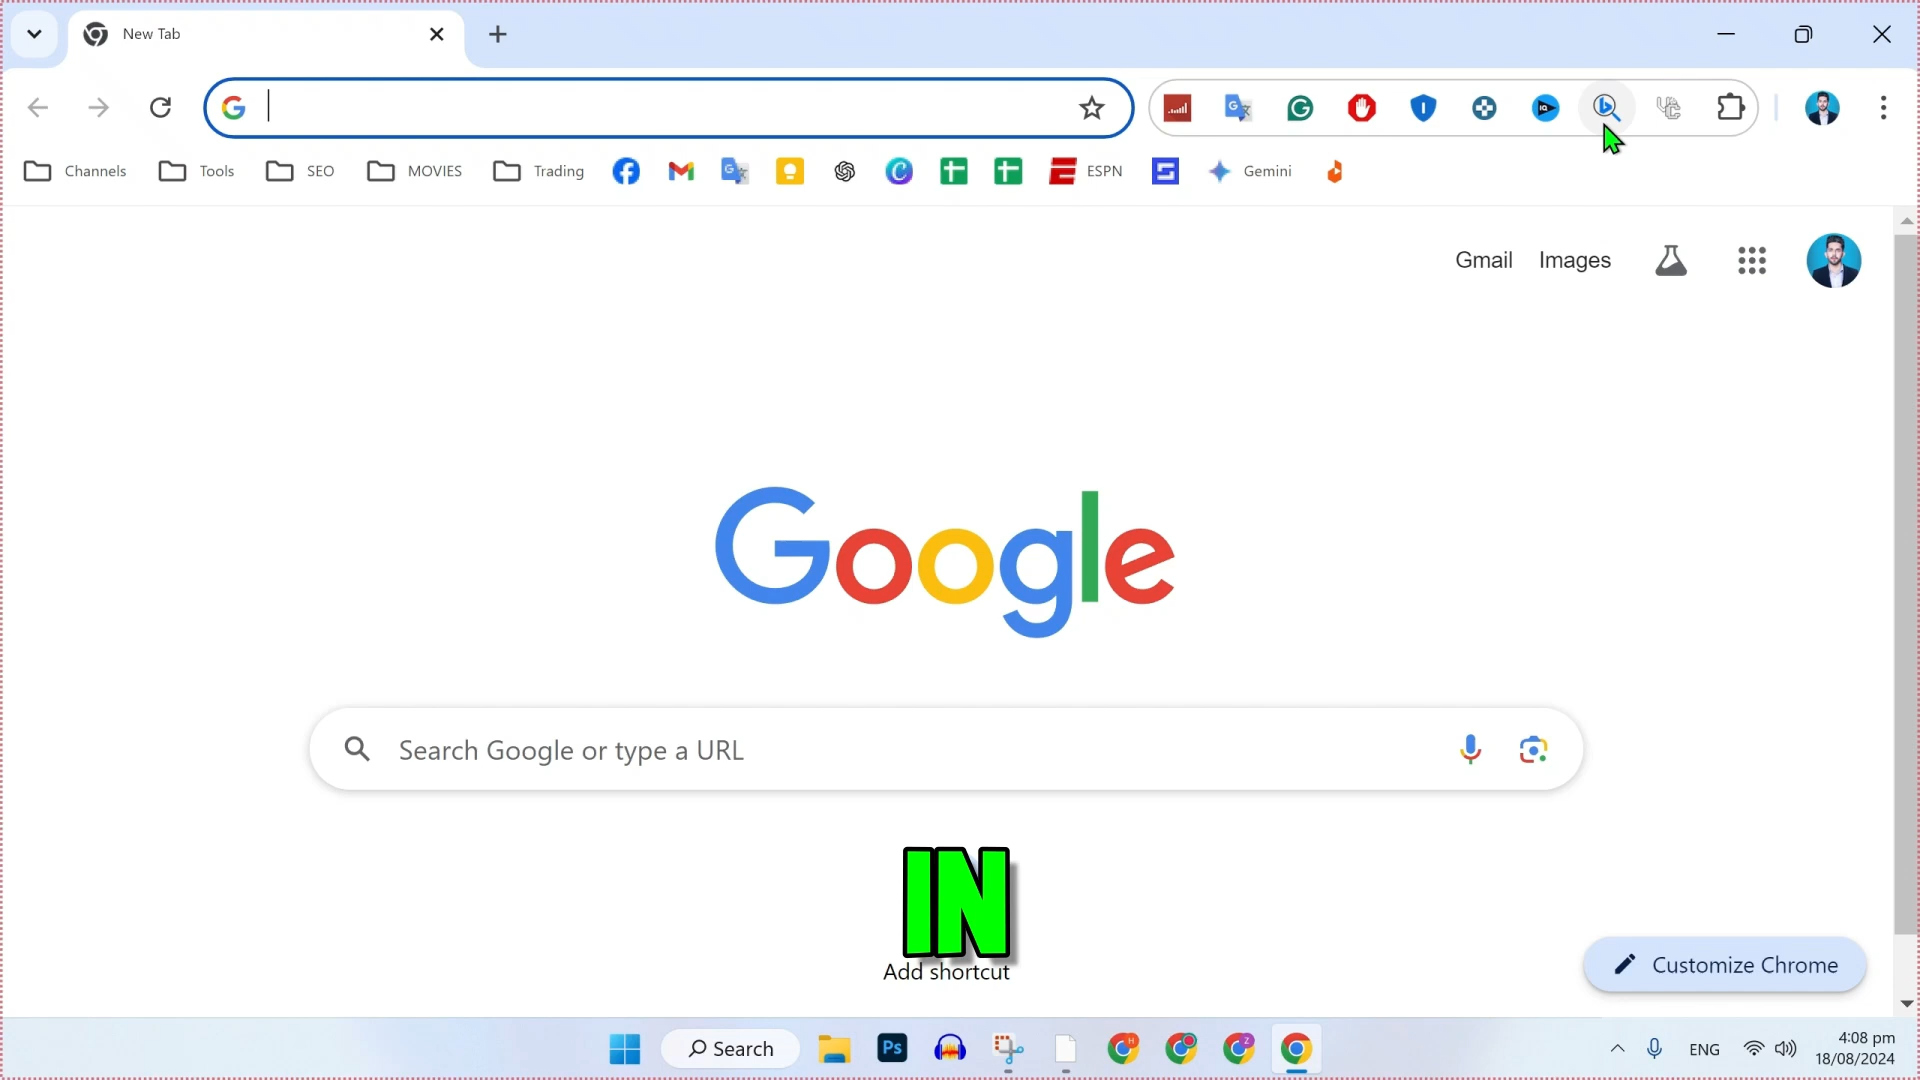 New Tab
Channels
Tools
SEO
MOVIES
Trading
ESPN
Gemini
Gmail
Images
Google
Search Google or type a URL
IN
Add shortcut
Customize Chrome
Search
Ps
ENG
4:08 pm
18/08/2024